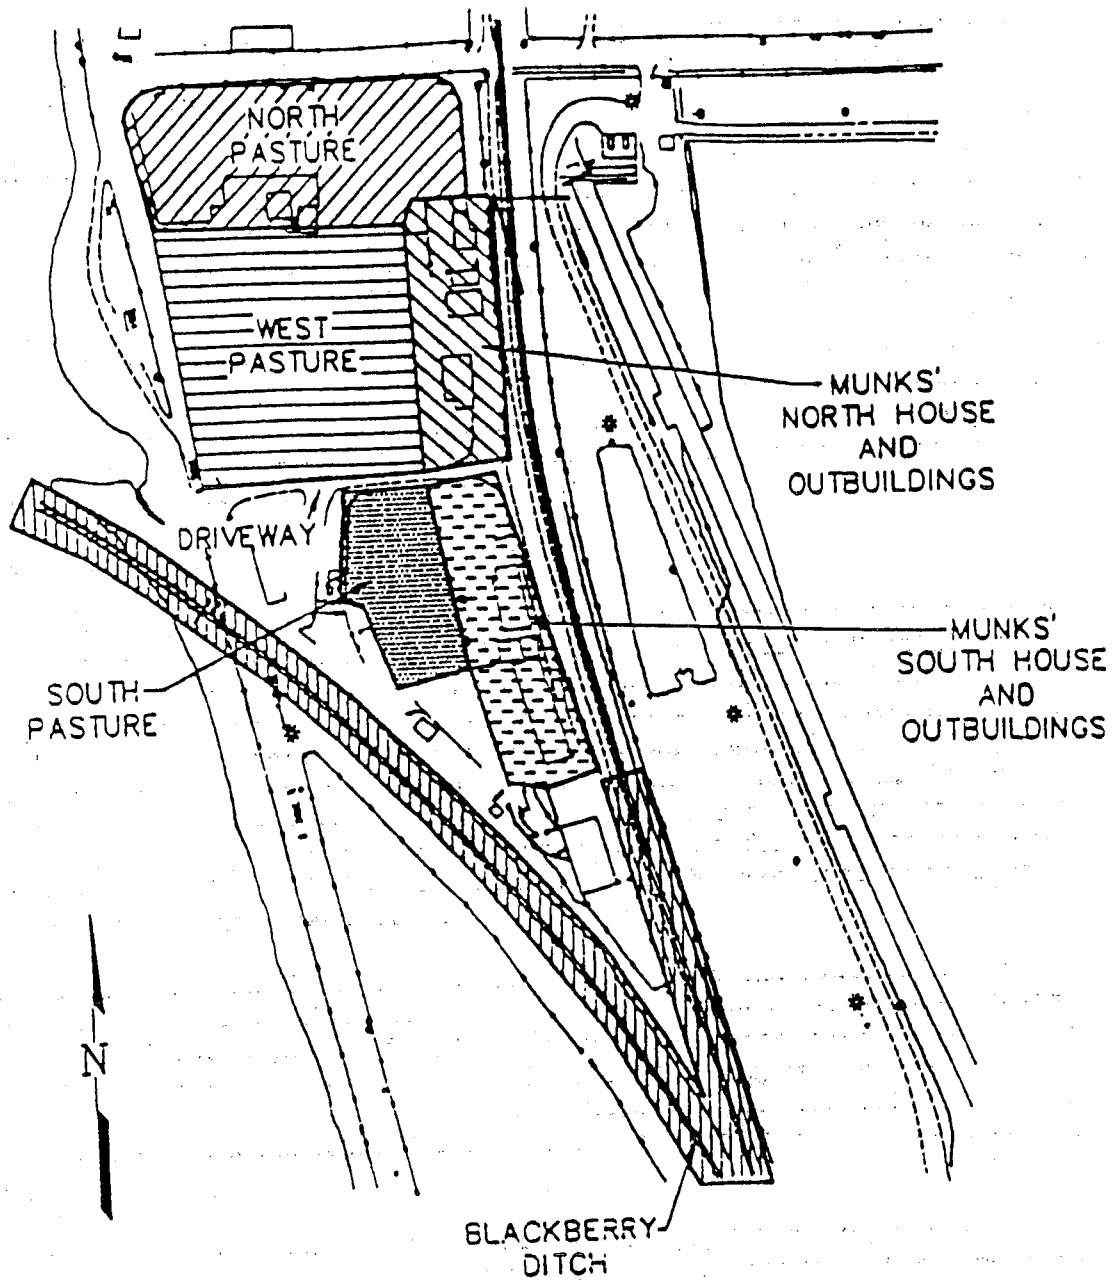 NORTH
PASTURE
WEST
PASTURE
MUNKS'
NORTH HOUSE
AND
OUTBUILDINGS
DRIVEWAY
MUNKS'
SOUTH HOUSE
AND
OUTBUILDINGS
SOUTH
PASTURE
N
BLACKBERRY
DITCH